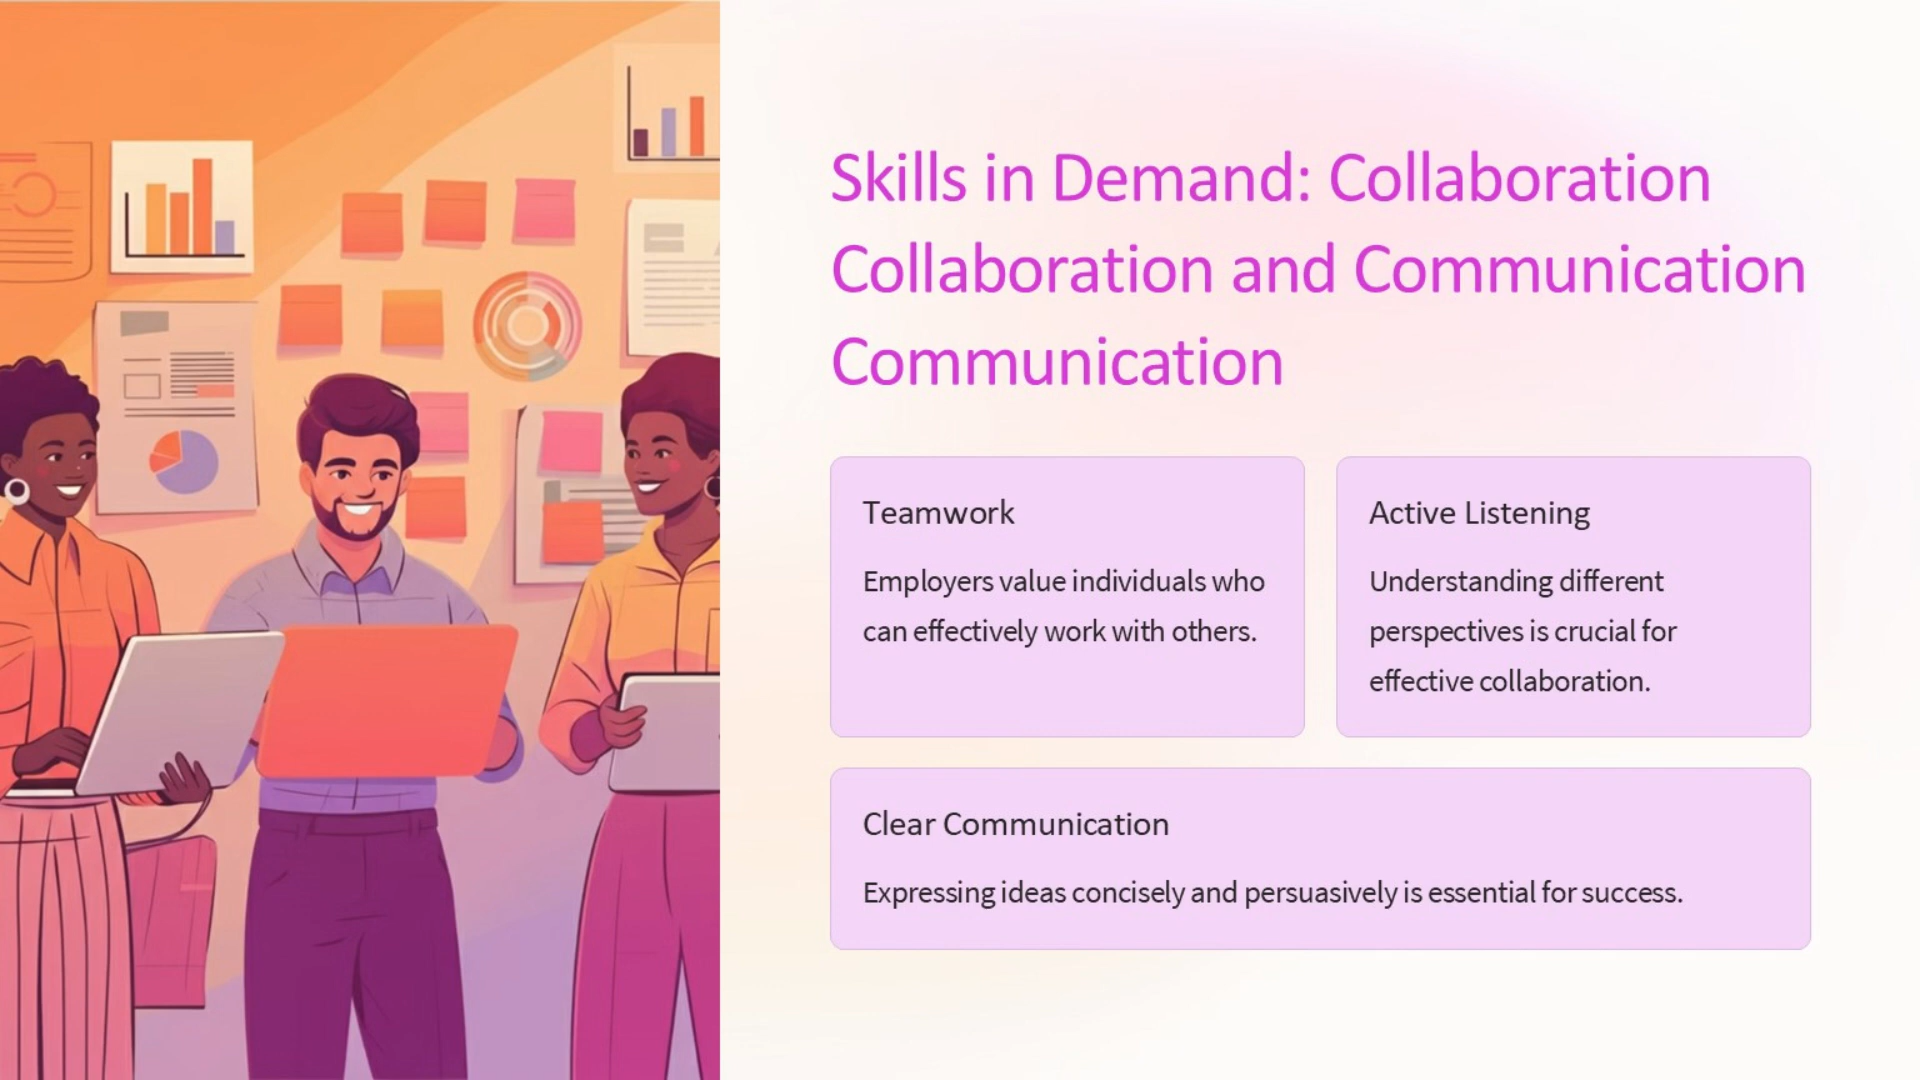 Skills in Demand: Collaboration
Collaboration and Communication
Communication
Teamwork
Employers value individuals who
can effectively work with others.
Active Listening
Understanding different
perspectives is crucial for
effective collaboration.
Clear Communication
Expressing ideas concisely and persuasively is essential for success.